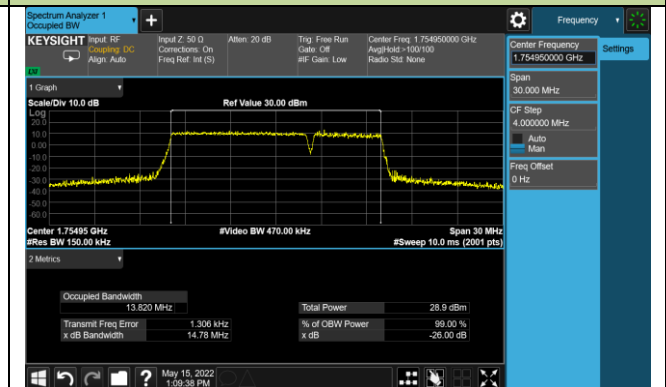 Spectrum Analyzer 1
Occupied BW
+
Frequency
KEYSIGHT
Input: RF
Coupling: DC
Align: Auto
Input Z: 50 Ω
Corrections: On
Freq Ref: Int (S)
Atten: 20 dB
Trig: Free Run
Gate: Off
#IF Gain: Low
Center Freq: 1.754950000 GHz
Avg|Hold:>100/100
Radio Std: None
LW
Center Frequency
1.754950000 GHz
Settings
Span
30.000 MHz
CF Step
4.000000 MHz
Auto
Man
Freq Offset
0 Hz
1 Graph
Scale/Div 10.0 dB
Ref Value 30.00 dBm
Log
20.0
10.0
0.00
-10.0
-20.0
-30.0
-40.0
-50.0
-60.0
Center 1.75495 GHz
#Video BW 470.00 kHz
Span 30 MHz
#Res BW 150.00 kHz
#Sweep 10.0 ms (2001 pts)
2 Metrics
Occupied Bandwidth
13.820 MHz
Total Power
28.9 dBm
Transmit Freq Error
1.306 kHz
% of OBW Power
99.00 %
x dB Bandwidth
14.78 MHz
x dB
-26.00 dB
?
May 15, 2022
1:09:38 PM